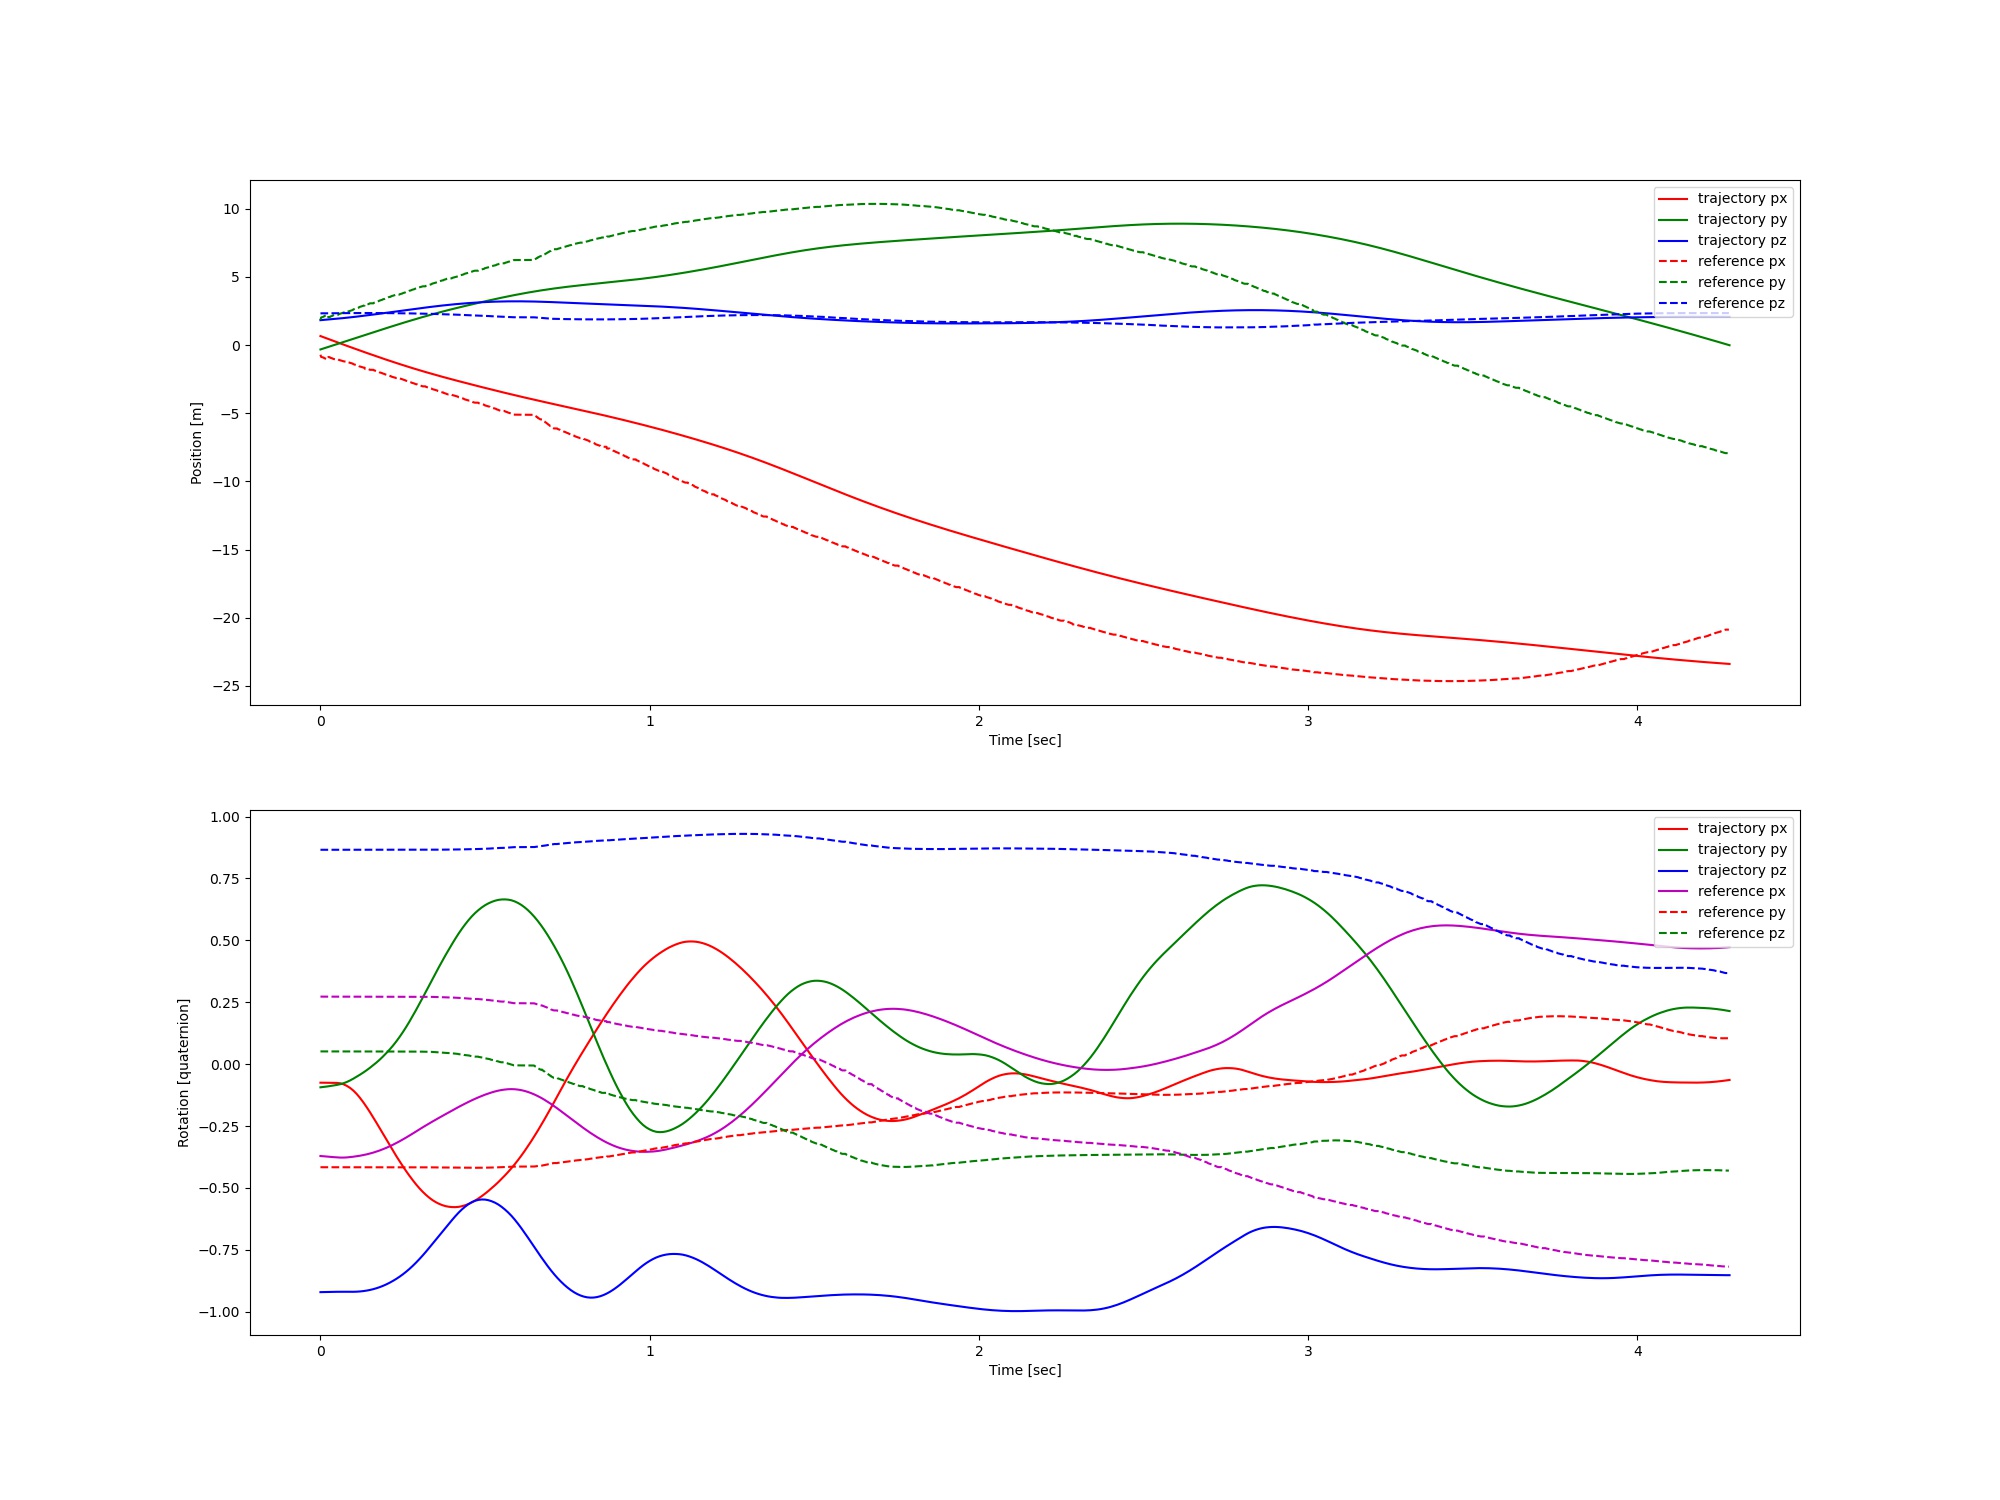 10
5
0
−5
−10
−15
−20
−25
Position [m]
trajectory px
trajectory py
trajectory pz
reference px
reference py
reference pz
0 1 2 3 4
Time [sec]
1.00
0.75
0.50
0.25
0.00
−0.25
−0.50
−0.75
−1.00
Rotation [quaternion]
trajectory px
trajectory py
trajectory pz
reference px
reference py
reference pz
0 1 2 3 4
Time [sec]